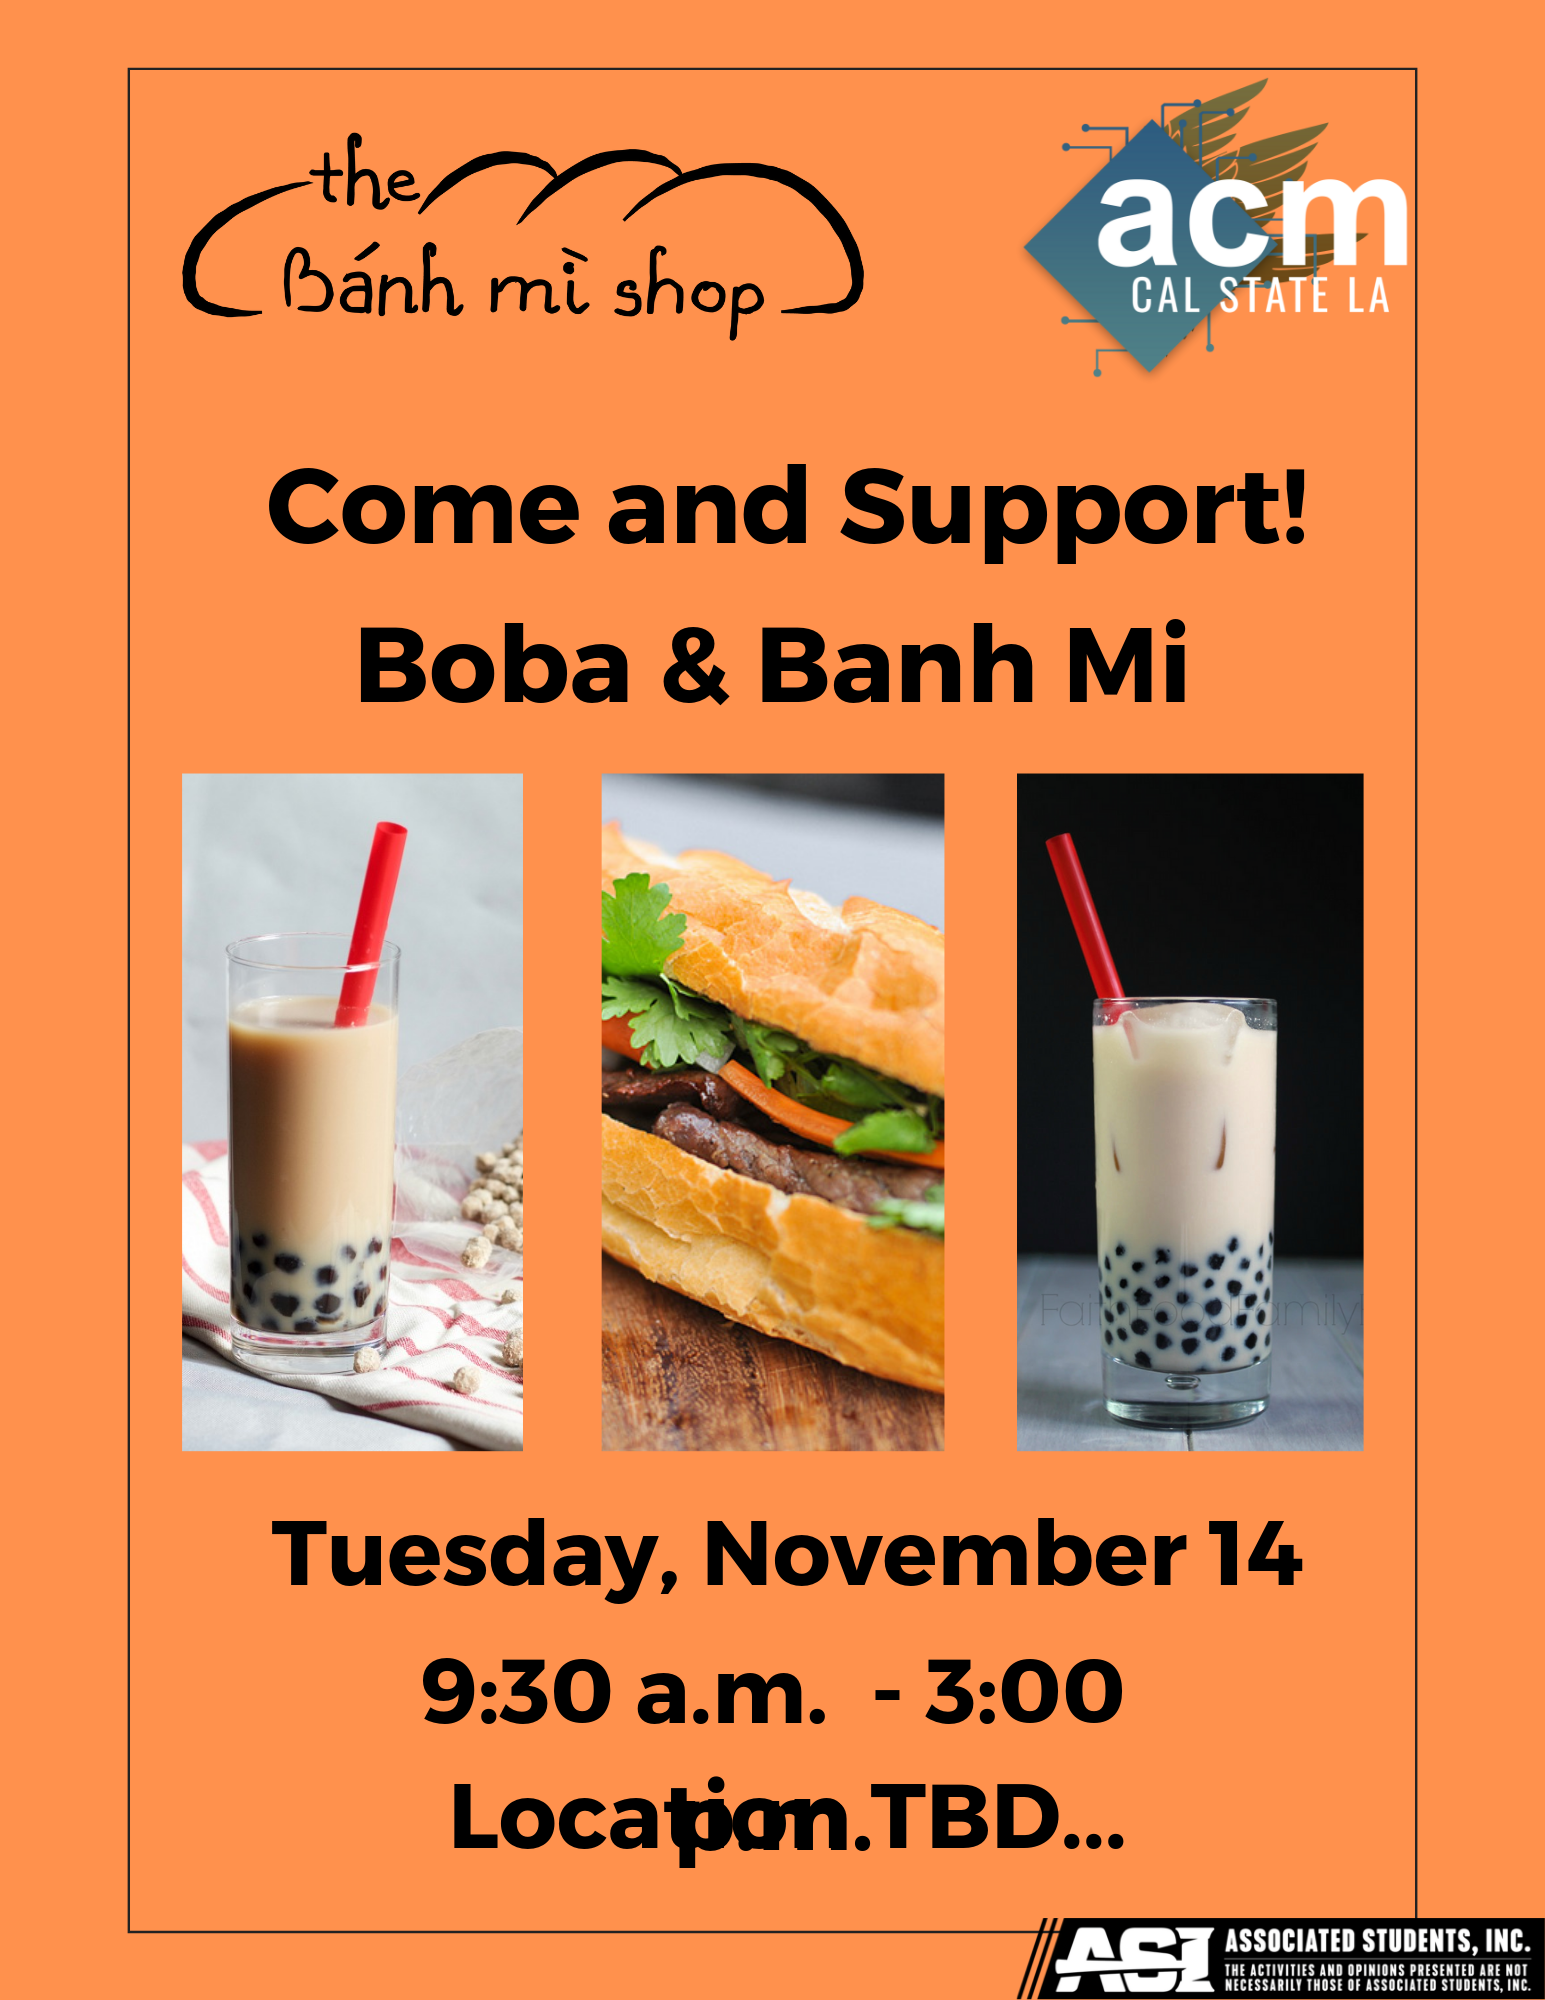 the
Bánh mì shop
acm
CAL STATE LA
Come and Support!
Boba & Banh Mi
Tuesday, November 14
9:30 a.m. - 3:00
p.m.
Location TBD...
ASI
ASSOCIATED STUDENTS, INC.
THE ACTIVITIES AND OPINIONS PRESENTED ARE NOT
NECESSARILY THOSE OF ASSOCIATED STUDENTS, INC.